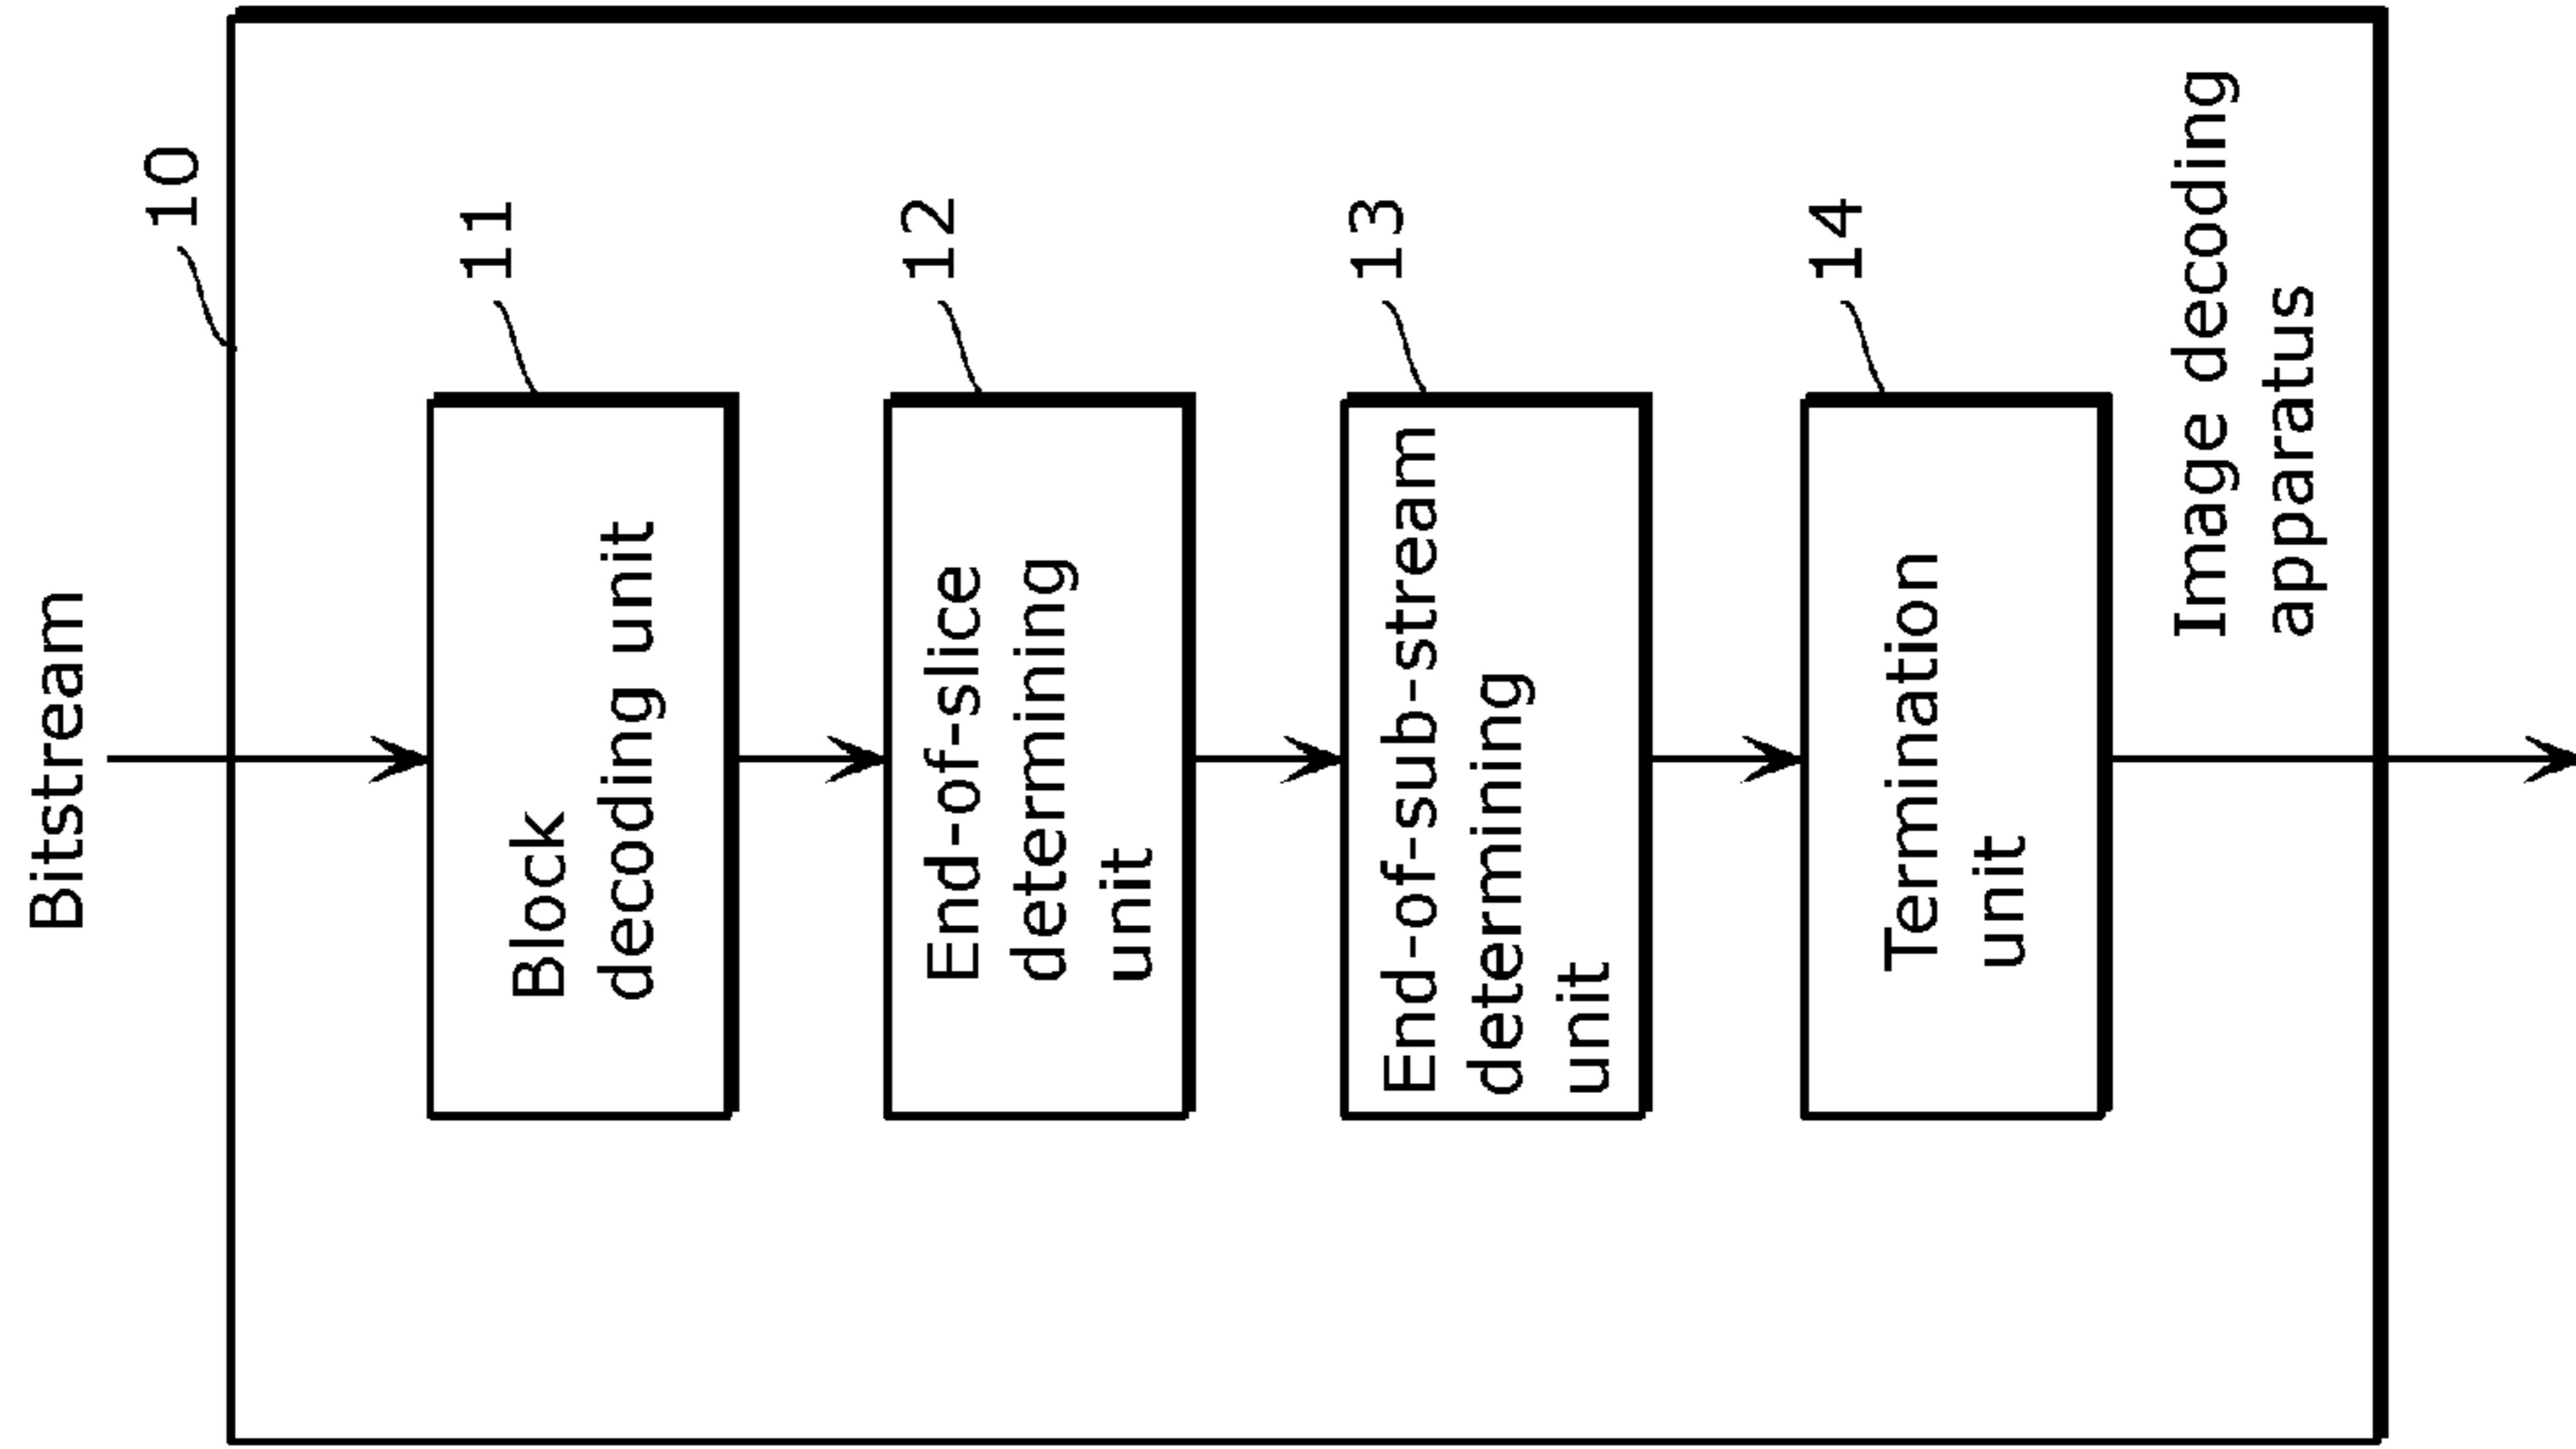 Bitstream
10
11
Block
decoding unit
12
End-of-slice
determining
unit
13
End-of-sub-stream
determining
unit
14
Termination
unit
Image decoding
apparatus